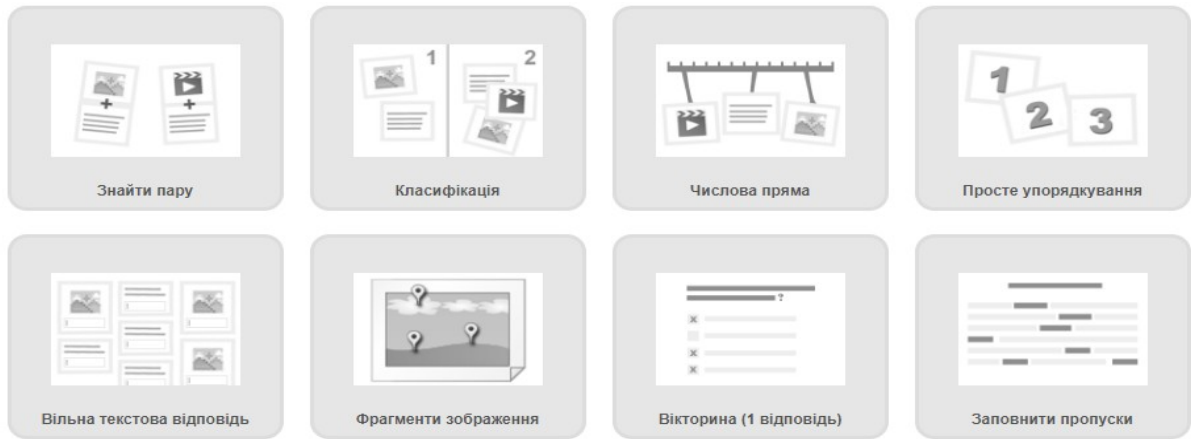 1 2
1 2 3
Знайти пару
Класифікація
Числова пряма
Просте упорядкування
?
Вільна текстова відповідь
Фрагменти зображення
Вікторина (1 відповідь)
Заповнити пропуски